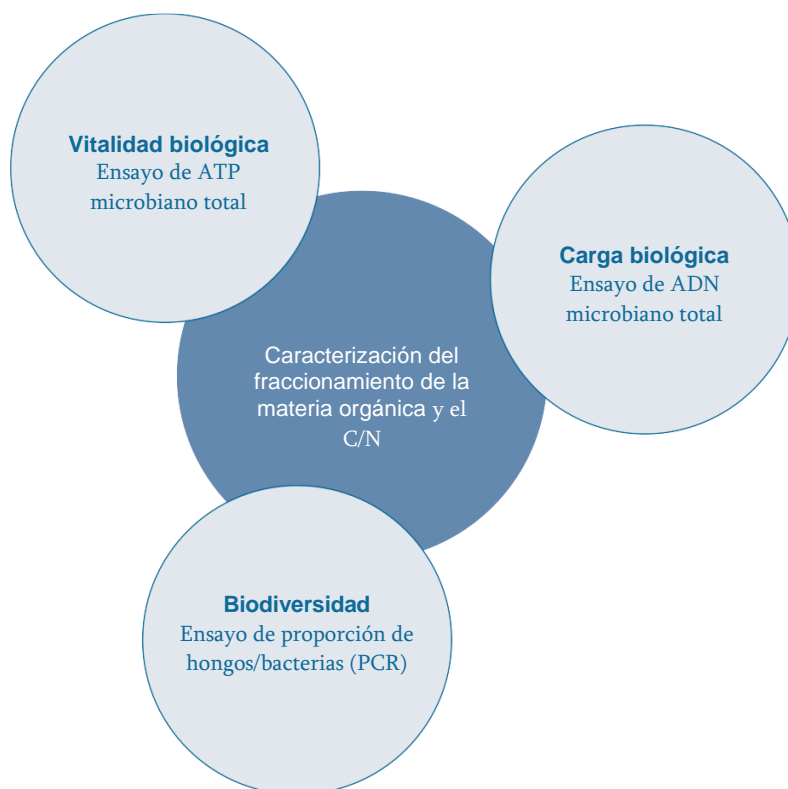 Vitalidad biológica
Ensayo de ATP
microbiano total
Carga biológica
Ensayo de ADN
microbiano total
Caracterización del
fraccionamiento de la
materia orgánica y el
C/N
Biodiversidad
Ensayo de proporción de
hongos/bacterias (PCR)